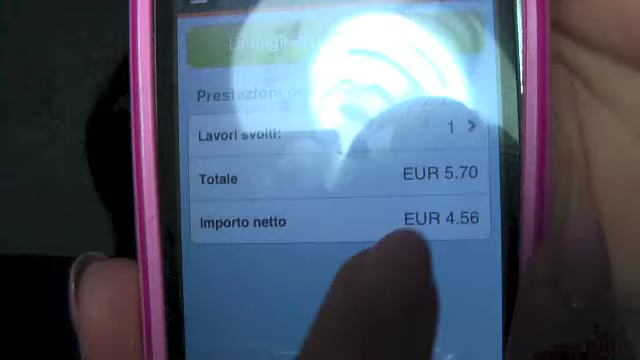 Prestazioni
Lavori svolti: 1
Totale EUR 5.70
Importo netto EUR 4.56